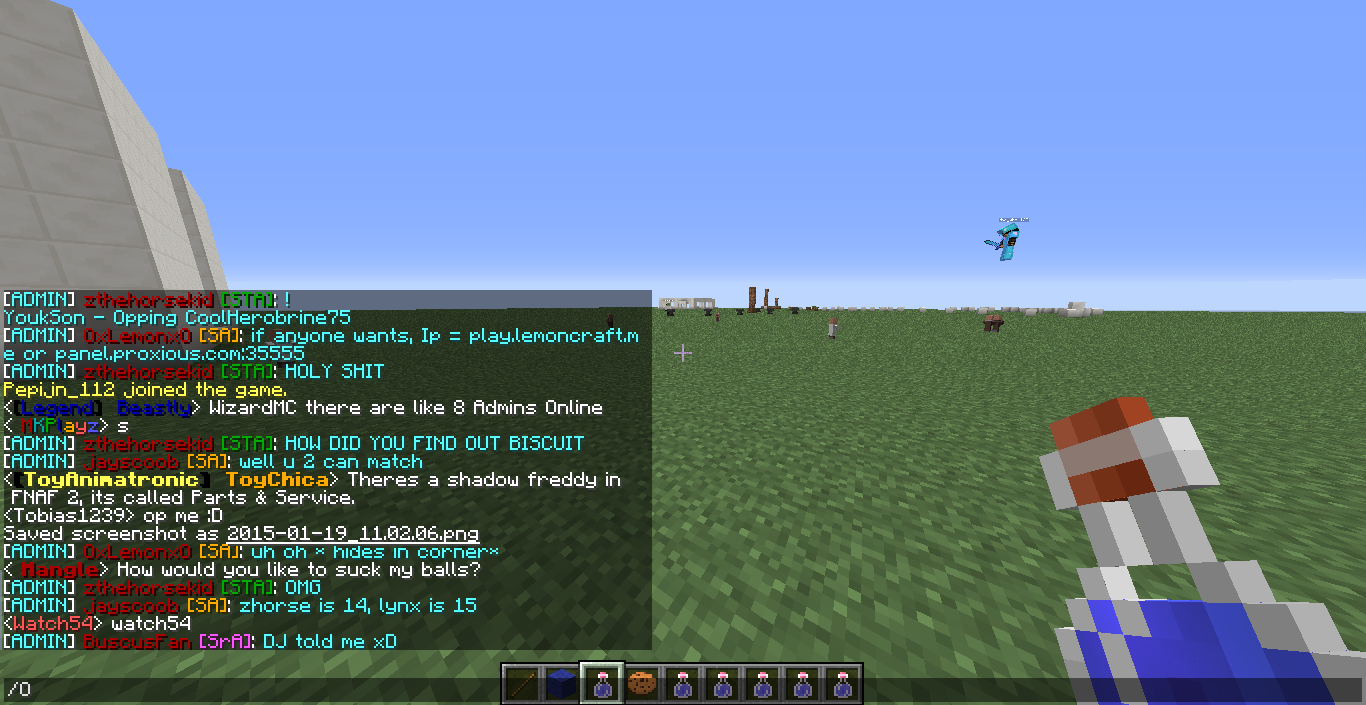 [ADMIN] zthehorsekid [STA]: !
YoukSon - Opping CoolHerobrine75
[ADMIN] 0xLemonx0 [SA]: if anyone wants, Ip = play.lemoncraft.m
e or panel.proxious.com:35555
[ADMIN] zthehorsekid [STA]: HOLY SHIT
Pepijn_112 joined the game.
<[Legend] Beastly> WizardMC there are like 8 Admins Online
< MKPlayz> s
[ADMIN] zthehorsekid [STA]: HOW DID YOU FIND OUT BISCUIT
[ADMIN] jayscoob [SA]: well u 2 can match
<[ToyAnimatronic] ToyChica> Theres a shadow freddy in
FNAF 2, its called Parts & Service.
<Tobias1239> op me :D
Saved screenshot as 2015-01-19_11.02.06.png
[ADMIN] 0xLemonx0 [SA]: uh oh * hides in corner*
< Mangle> How would you like to suck my balls?
[ADMIN] zthehorsekid [STA]: OMG
[ADMIN] jayscoob [SA]: zhorse is 14, lynx is 15
<Watch54> watch54
[ADMIN] BuscusFan [SrA]: DJ told me xD
/O